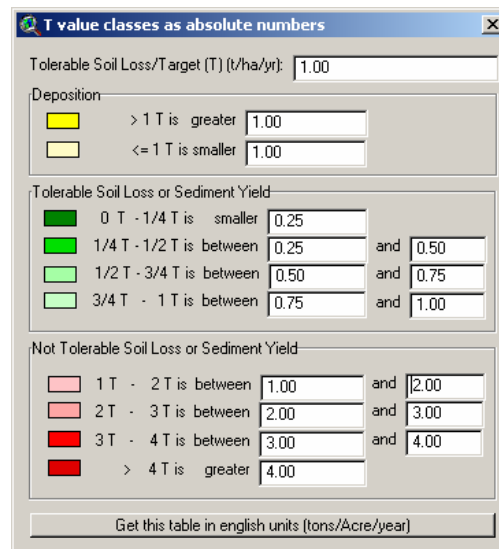 T value classes as absolute numbers
Tolerable Soil Loss/Target (T) (t/ha/yr): 1.00
Deposition
> 1 T is greater 1.00
<= 1 T is smaller 1.00
Tolerable Soil Loss or Sediment Yield
0 T - 1/4 T is smaller 0.25
1/4 T - 1/2 T is between 0.25 and 0.50
1/2 T - 3/4 T is between 0.50 and 0.75
3/4 T - 1 T is between 0.75 and 1.00
Not Tolerable Soil Loss or Sediment Yield
1 T - 2 T is between 1.00 and 2.00
2 T - 3 T is between 2.00 and 3.00
3 T - 4 T is between 3.00 and 4.00
> 4 T is greater 4.00
Get this table in english units (tons/Acre/year)